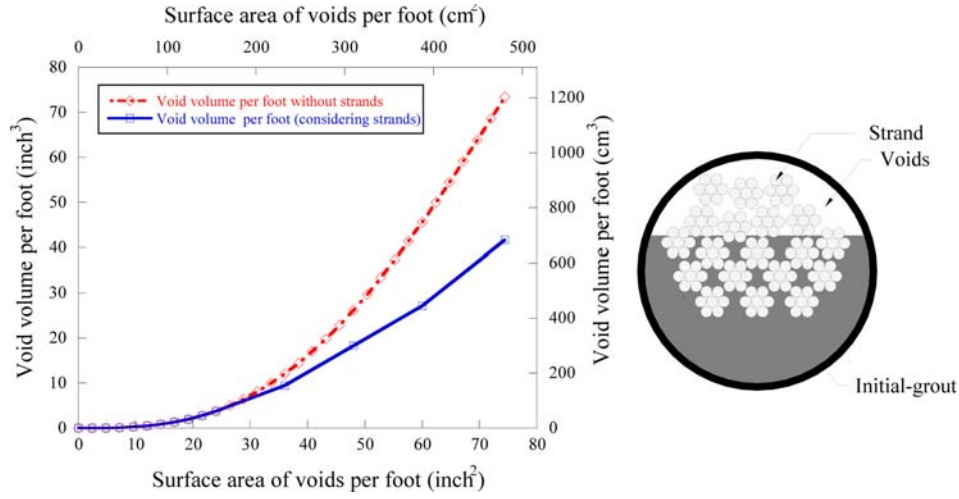 Surface area of voids per foot (cm²)
0 100 200 300 400 500
80
70
60
50
40
30
20
10
0
Void volume per foot (inch³)
Void volume per foot without strands
Void volume per foot (considering strands)
1200
1000
800
600
400
200
0
Void volume per foot (cm³)
0 10 20 30 40 50 60 70 80
Surface area of voids per foot (inch²)
Strand
Voids
Initial-grout